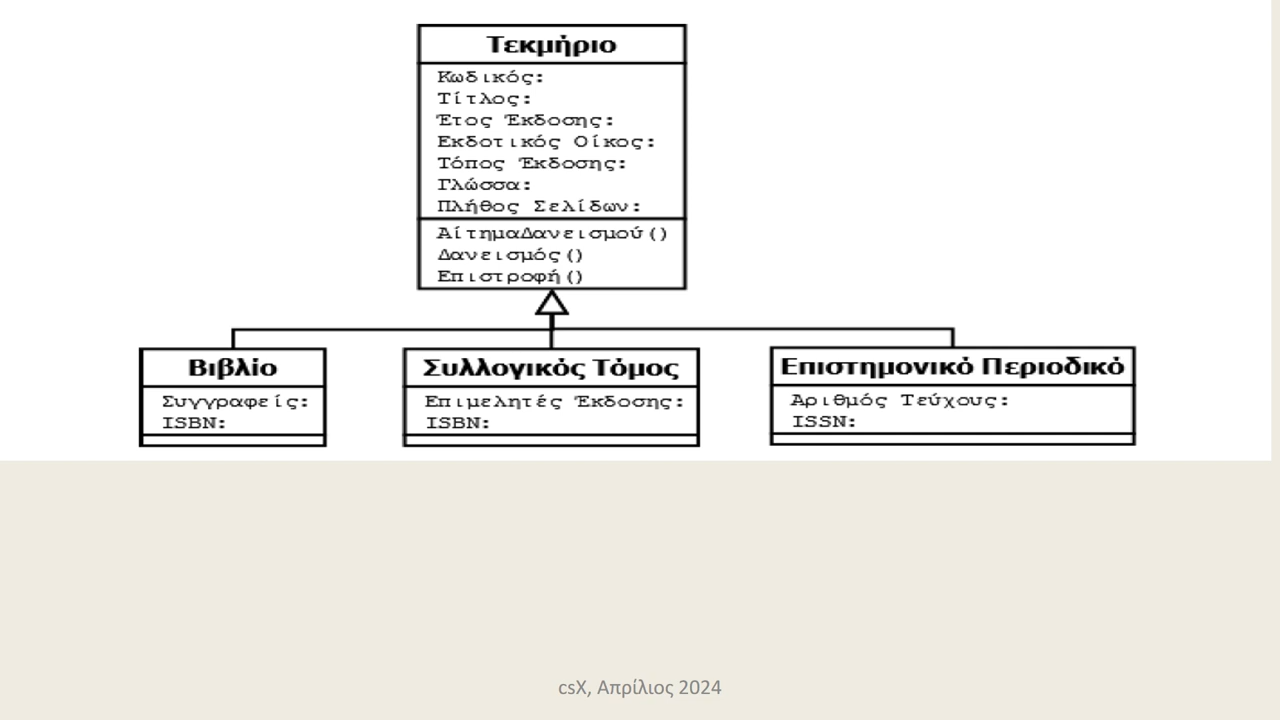 Τεκμήριο
Κωδικός:
Τίτλος:
Έτος Έκδοσης:
Εκδοτικός Οίκος:
Τόπος Έκδοσης:
Γλώσσα:
Πλήθος Σελίδων:
ΑίτημαΔανεισμού()
Δανεισμός()
Επιστροφή()
Βιβλίο
Συγγραφείς:
ISBN:
Συλλογικός Τόμος
Επιμελητές Έκδοσης:
ISBN:
Επιστημονικό Περιοδικό
Αριθμός Τεύχους:
ISSN:
csX, Απρίλιος 2024